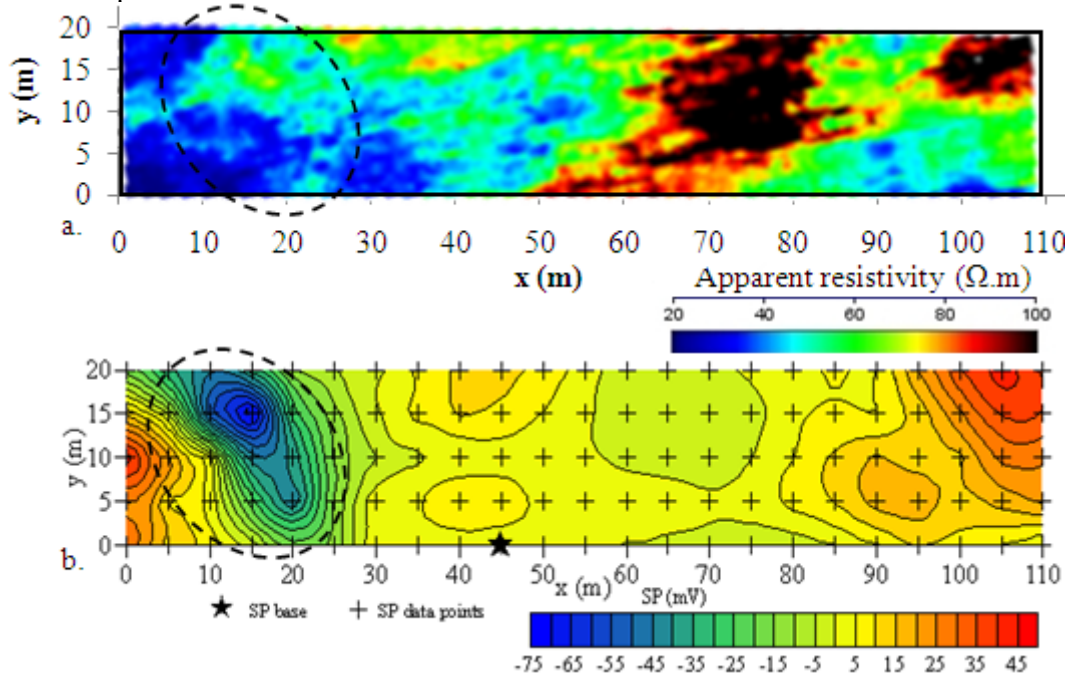 20
15
10
5
0
y (m)
a.
0 10 20 30 40 50 60 70 80 90 100 110
x (m)
Apparent resistivity (Ω.m)
20 40 60 80 100
20
15
10
5
0
y (m)
b.
0 10 20 30 40 50 60 70 80 90 100 110
x (m)
SP base
SP data points
SP (mV)
-75 -65 -55 -45 -35 -25 -15 -5 5 15 25 35 45